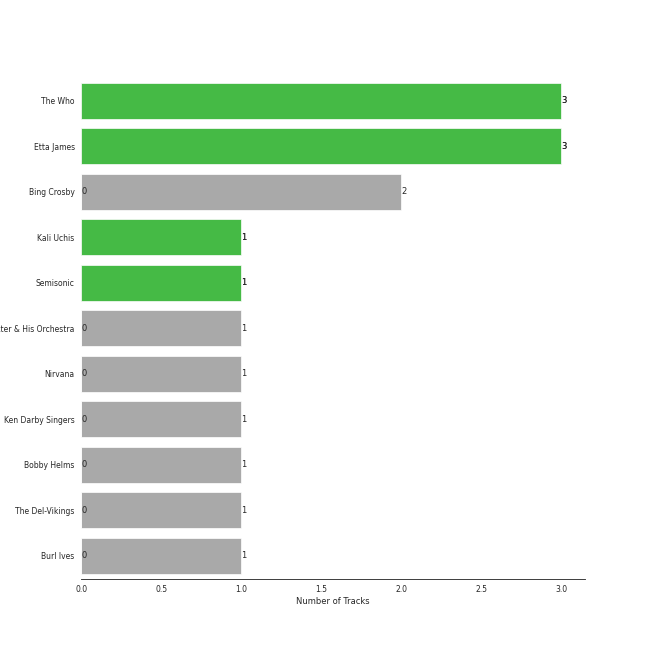 The Who 3
Etta James 3
Bing Crosby 0 2
Kali Uchis 1
Semisonic 1
& His Orchestra 0 1
Nirvana 0 1
Ken Darby Singers 0 1
Bobby Helms 0 1
The Del-Vikings 0 1
Burl Ives 0 1
0.0 0.5 1.0 1.5 2.0 2.5 3.0
Number of Tracks